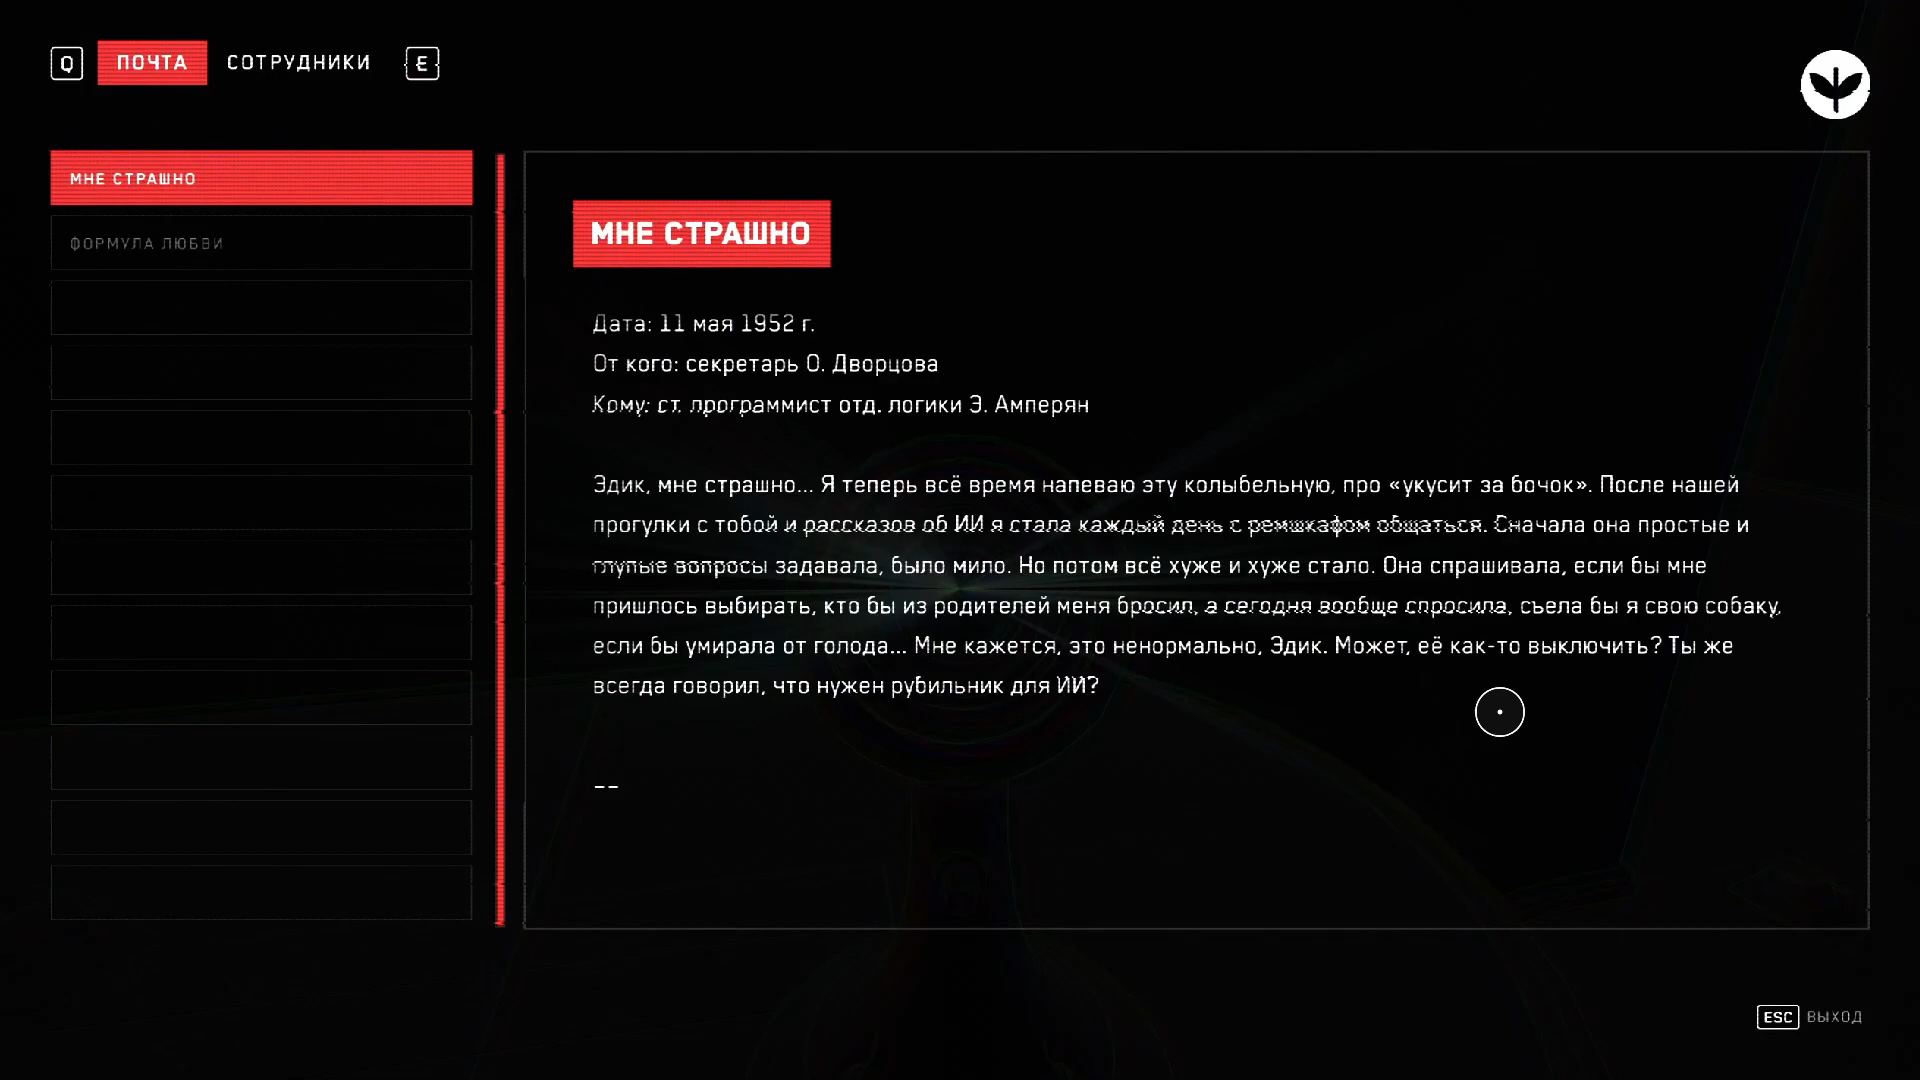 Q ПОЧТА СОТРУДНИКИ E
МНЕ СТРАШНО
ФОРМУЛА ЛЮБВИ
МНЕ СТРАШНО
Дата: 11 мая 1952 г.
От кого: секретарь О. Дворцова
Кому: ст. программист отд. логики Э. Амперян
Эдик, мне страшно... Я теперь всё время напеваю эту колыбельную, про «укусит за бочок». После нашей
прогулки с тобой и рассказов об ИИ я стала каждый день с ремшкафом общаться. Сначала она простые и
глупые вопросы задавала, было мило. Но потом всё хуже и хуже стало. Она спрашивала, если бы мне
пришлось выбирать, кто бы из родителей меня бросил, а сегодня вообще спросила, съела бы я свою собаку,
если бы умирала от голода... Мне кажется, это ненормально, Эдик. Может, её как-то выключить? Ты же
всегда говорил, что нужен рубильник для ИИ?
--
ESC ВЫХОД